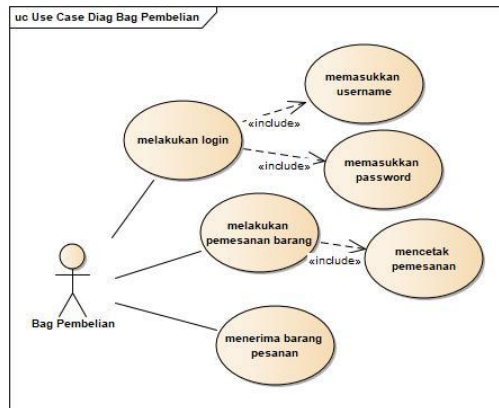 uc Use Case Diag Bag Pembelian
memasukkan
username
«include»
melakukan login
«include»
memasukkan
password
melakukan
pemesanan barang
«include»
mencetak
pemesanan
Bag Pembelian
menerima barang
pesanan